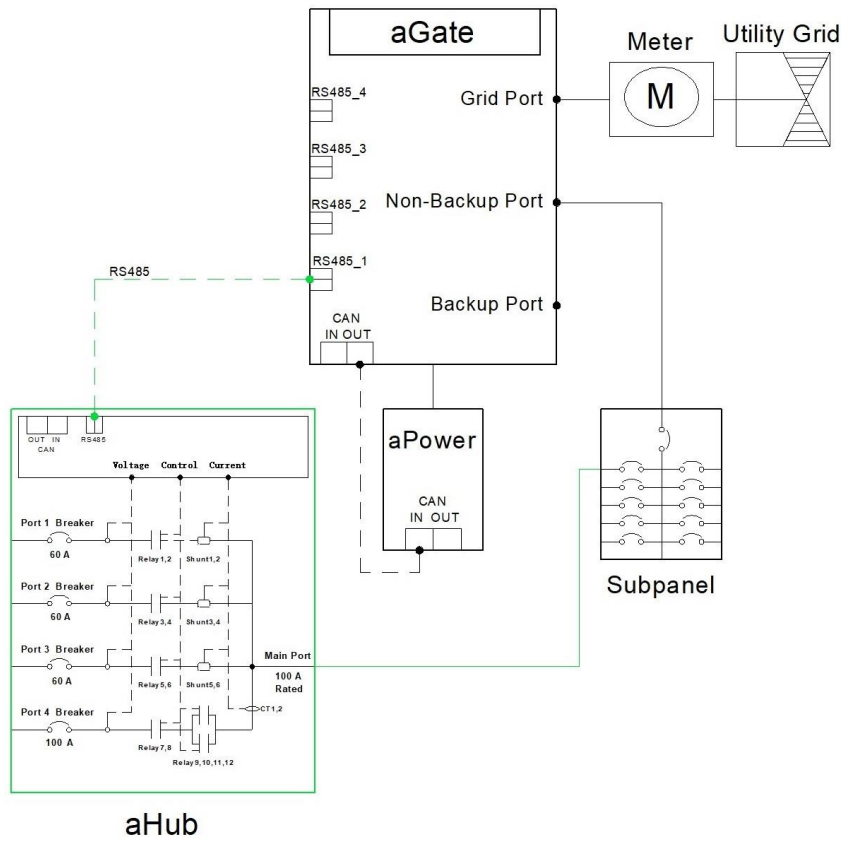 aGate
Meter
Utility Grid
M
RS485_4
Grid Port
RS485_3
RS485_2
Non-Backup Port
RS485_1
RS485
Backup Port
CAN
IN OUT
aPower
CAN
IN OUT
OUT IN
CAN
RS485
Voltage Control Current
Port 1 Breaker
60 A
Relay1,2
Shunt1,2
Port 2 Breaker
60 A
Relay3,4
Shunt3,4
Port 3 Breaker
60 A
Relay5,6
Shunt5,6
Main Port
100 A
Rated
Port 4 Breaker
100 A
Relay7,8
CT1,2
Relay9,10,11,12
Subpanel
aHub